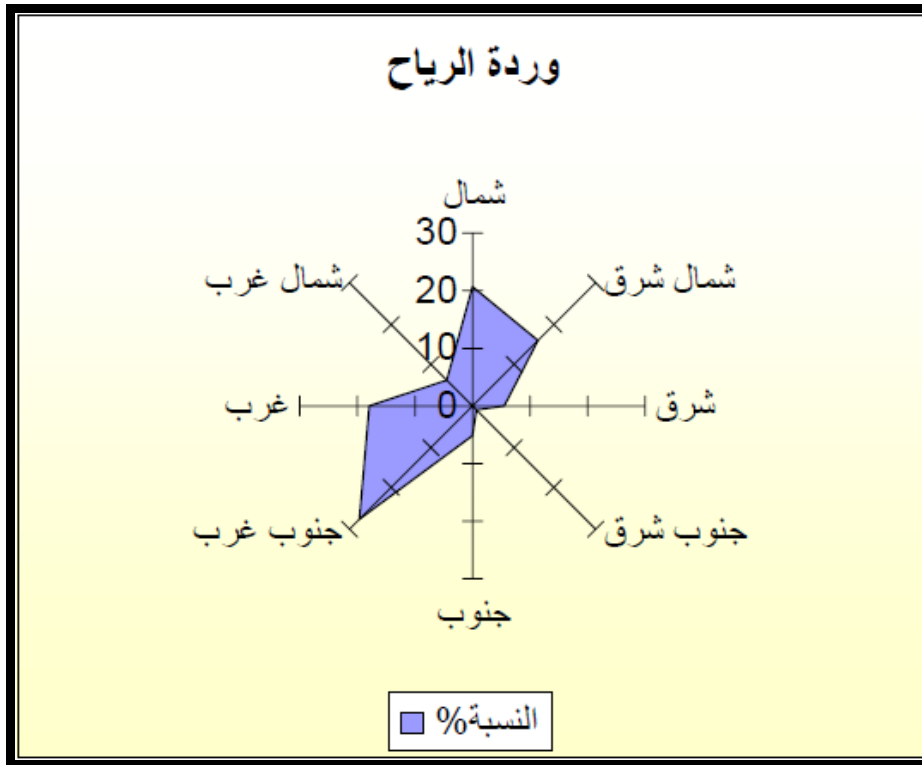 وردة الرياح
شمال
30
شمال غرب
شمال شرق
20
10
غرب
0
شرق
جنوب غرب
جنوب شرق
جنوب
النسبة%